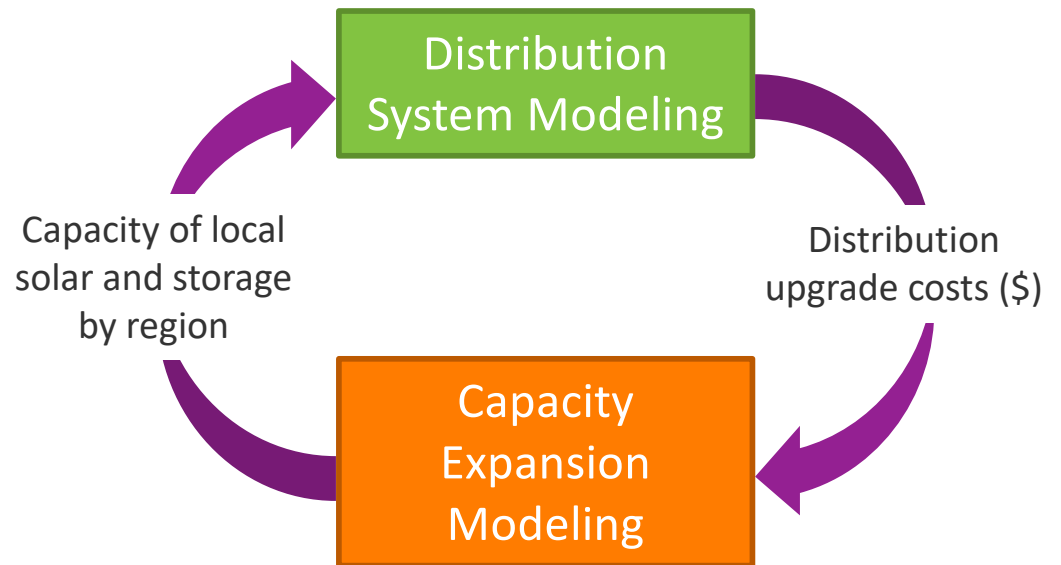 Distribution
System Modeling
Capacity of local
solar and storage
by region
Distribution
upgrade costs ($)
Capacity
Expansion
Modeling